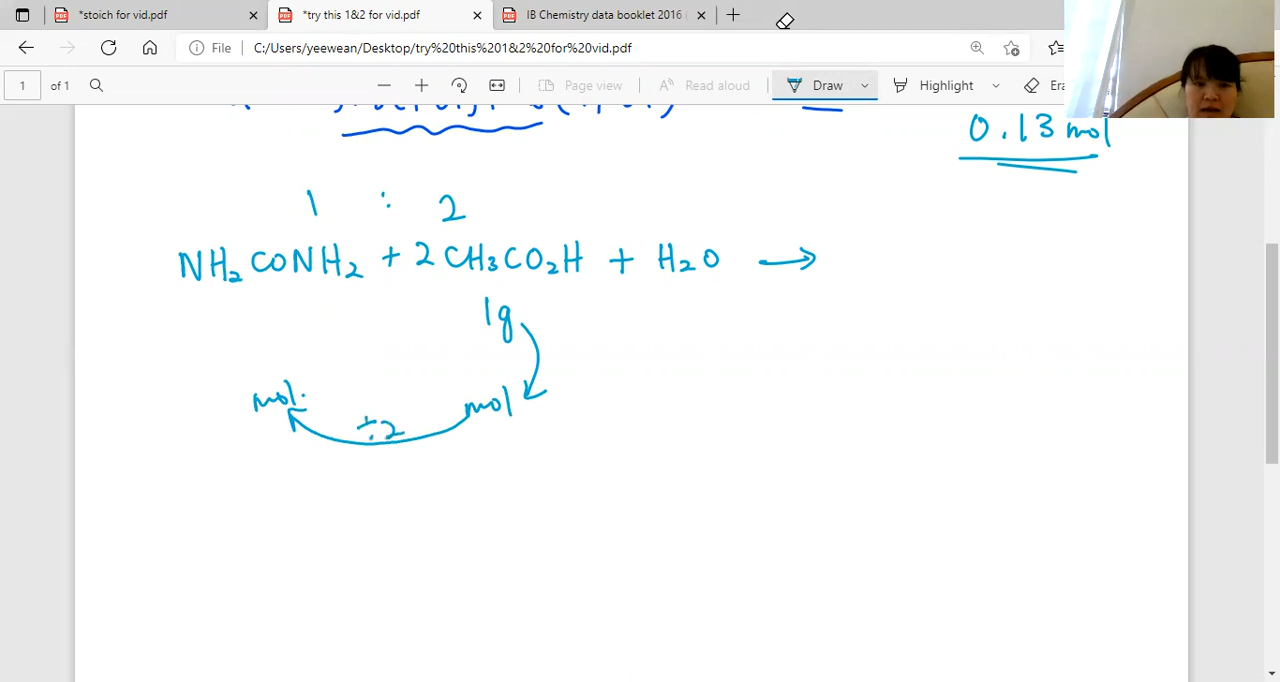 *stoich for vid.pdf
*try this 1&2 for vid.pdf
IB Chemistry data booklet 2016
File
C:/Users/yeewean/Desktop/try%20this%201&2%20for%20vid.pdf
1 of 1
Page view
Read aloud
Draw
Highlight
Era
0.13 mol
1 : 2
NH₂CONH₂ + 2CH₃CO₂H + H₂O →
1g
mol.
mol
÷2